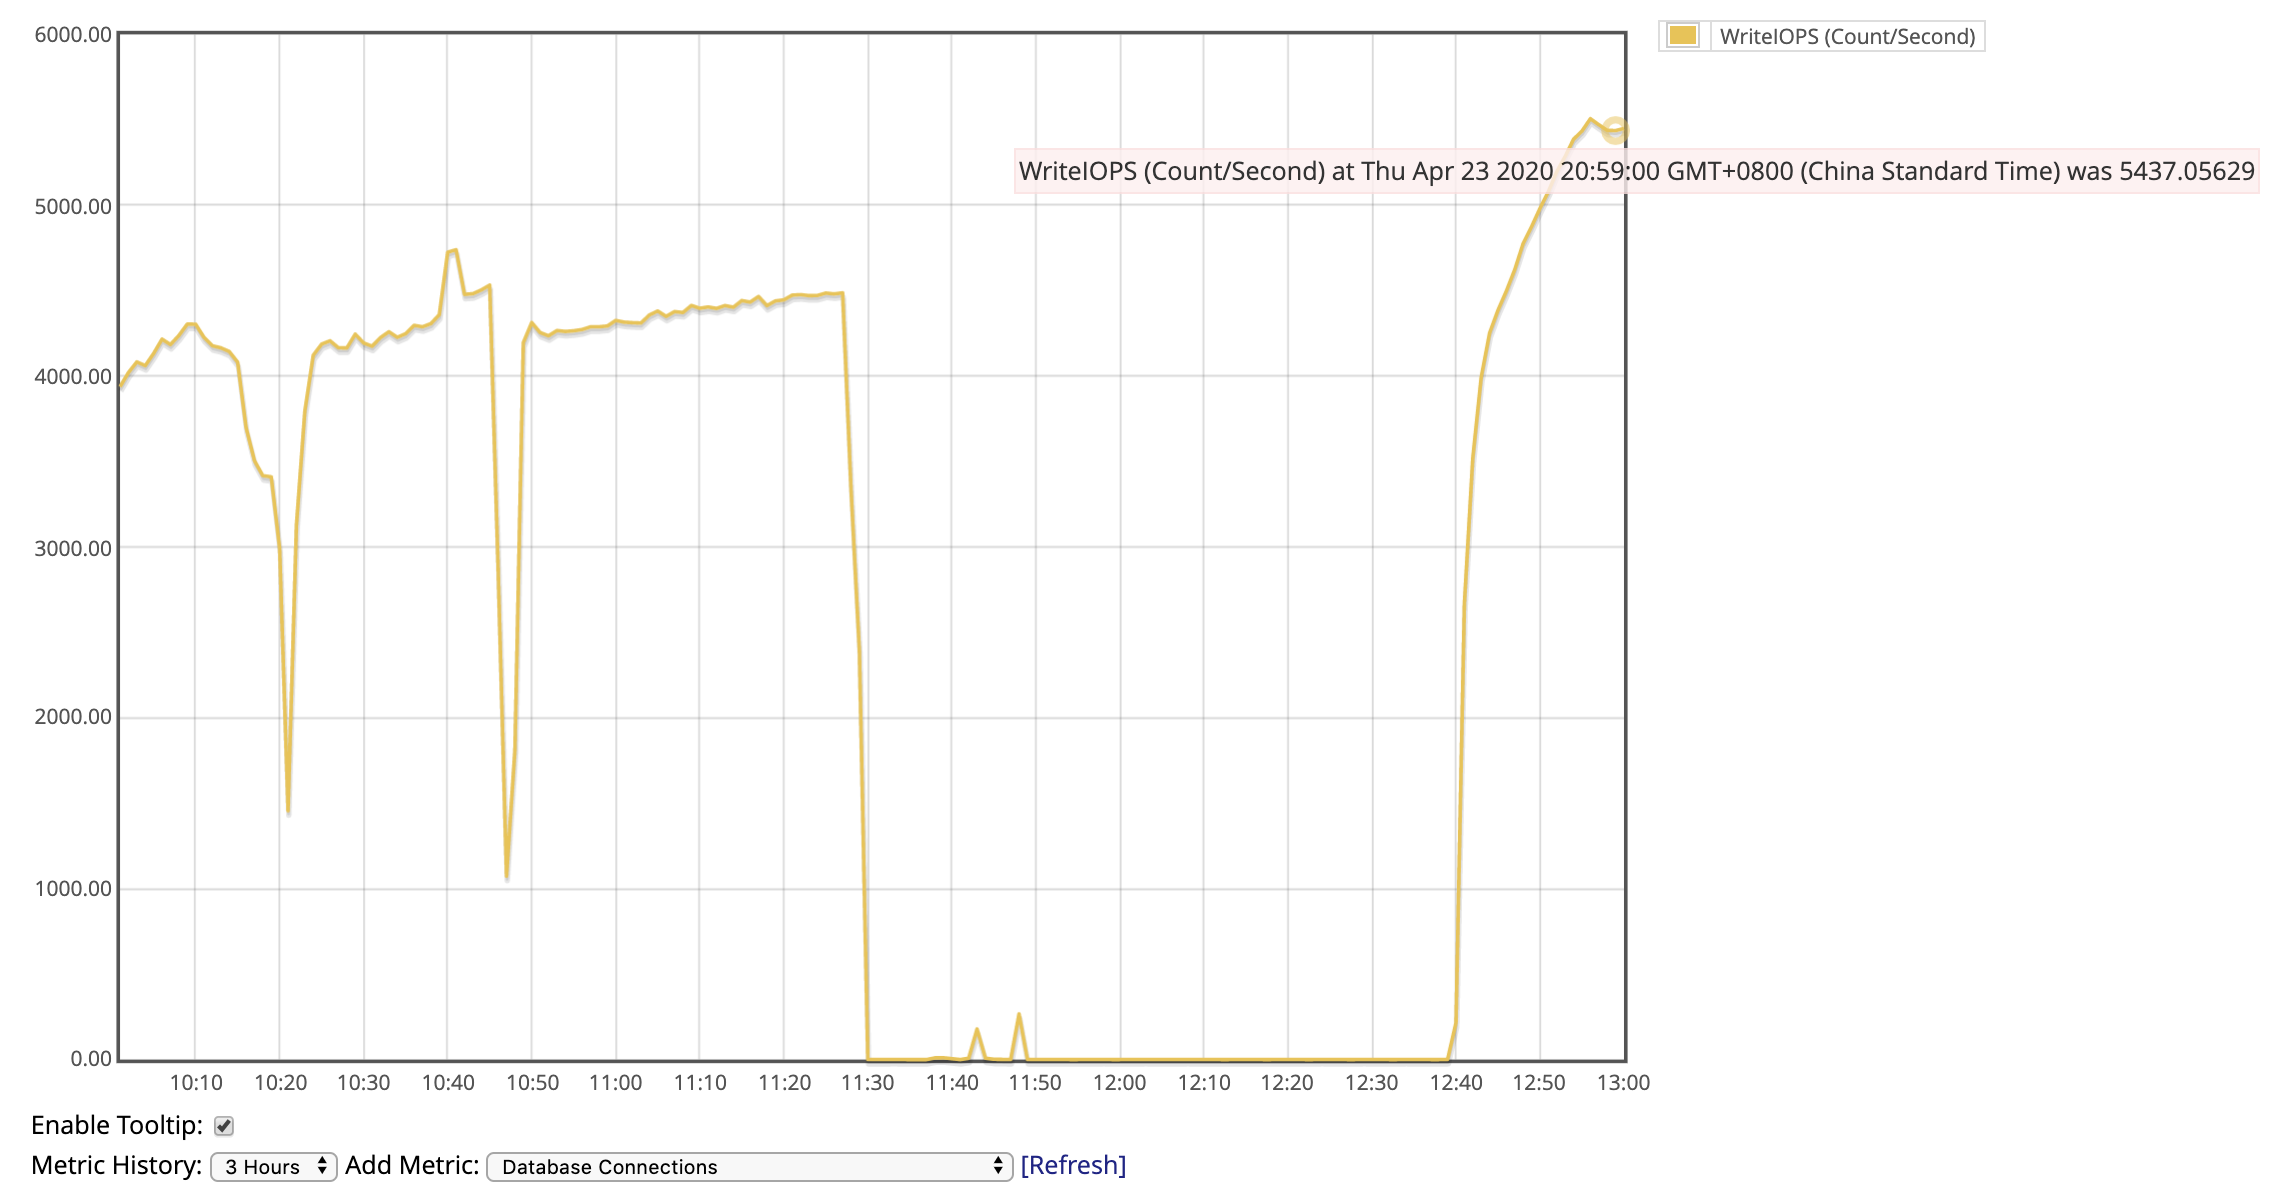 6000.00
WriteIOPS (Count/Second)
WriteIOPS (Count/Second) at Thu Apr 23 2020 20:59:00 GMT+0800 (China Standard Time) was 5437.05629
5000.00
4000.00
3000.00
2000.00
1000.00
0.00
10:10 10:20 10:30 10:40 10:50 11:00 11:10 11:20 11:30 11:40 11:50 12:00 12:10 12:20 12:30 12:40 12:50 13:00
Enable Tooltip:
Metric History: 3 Hours Add Metric: Database Connections [Refresh]